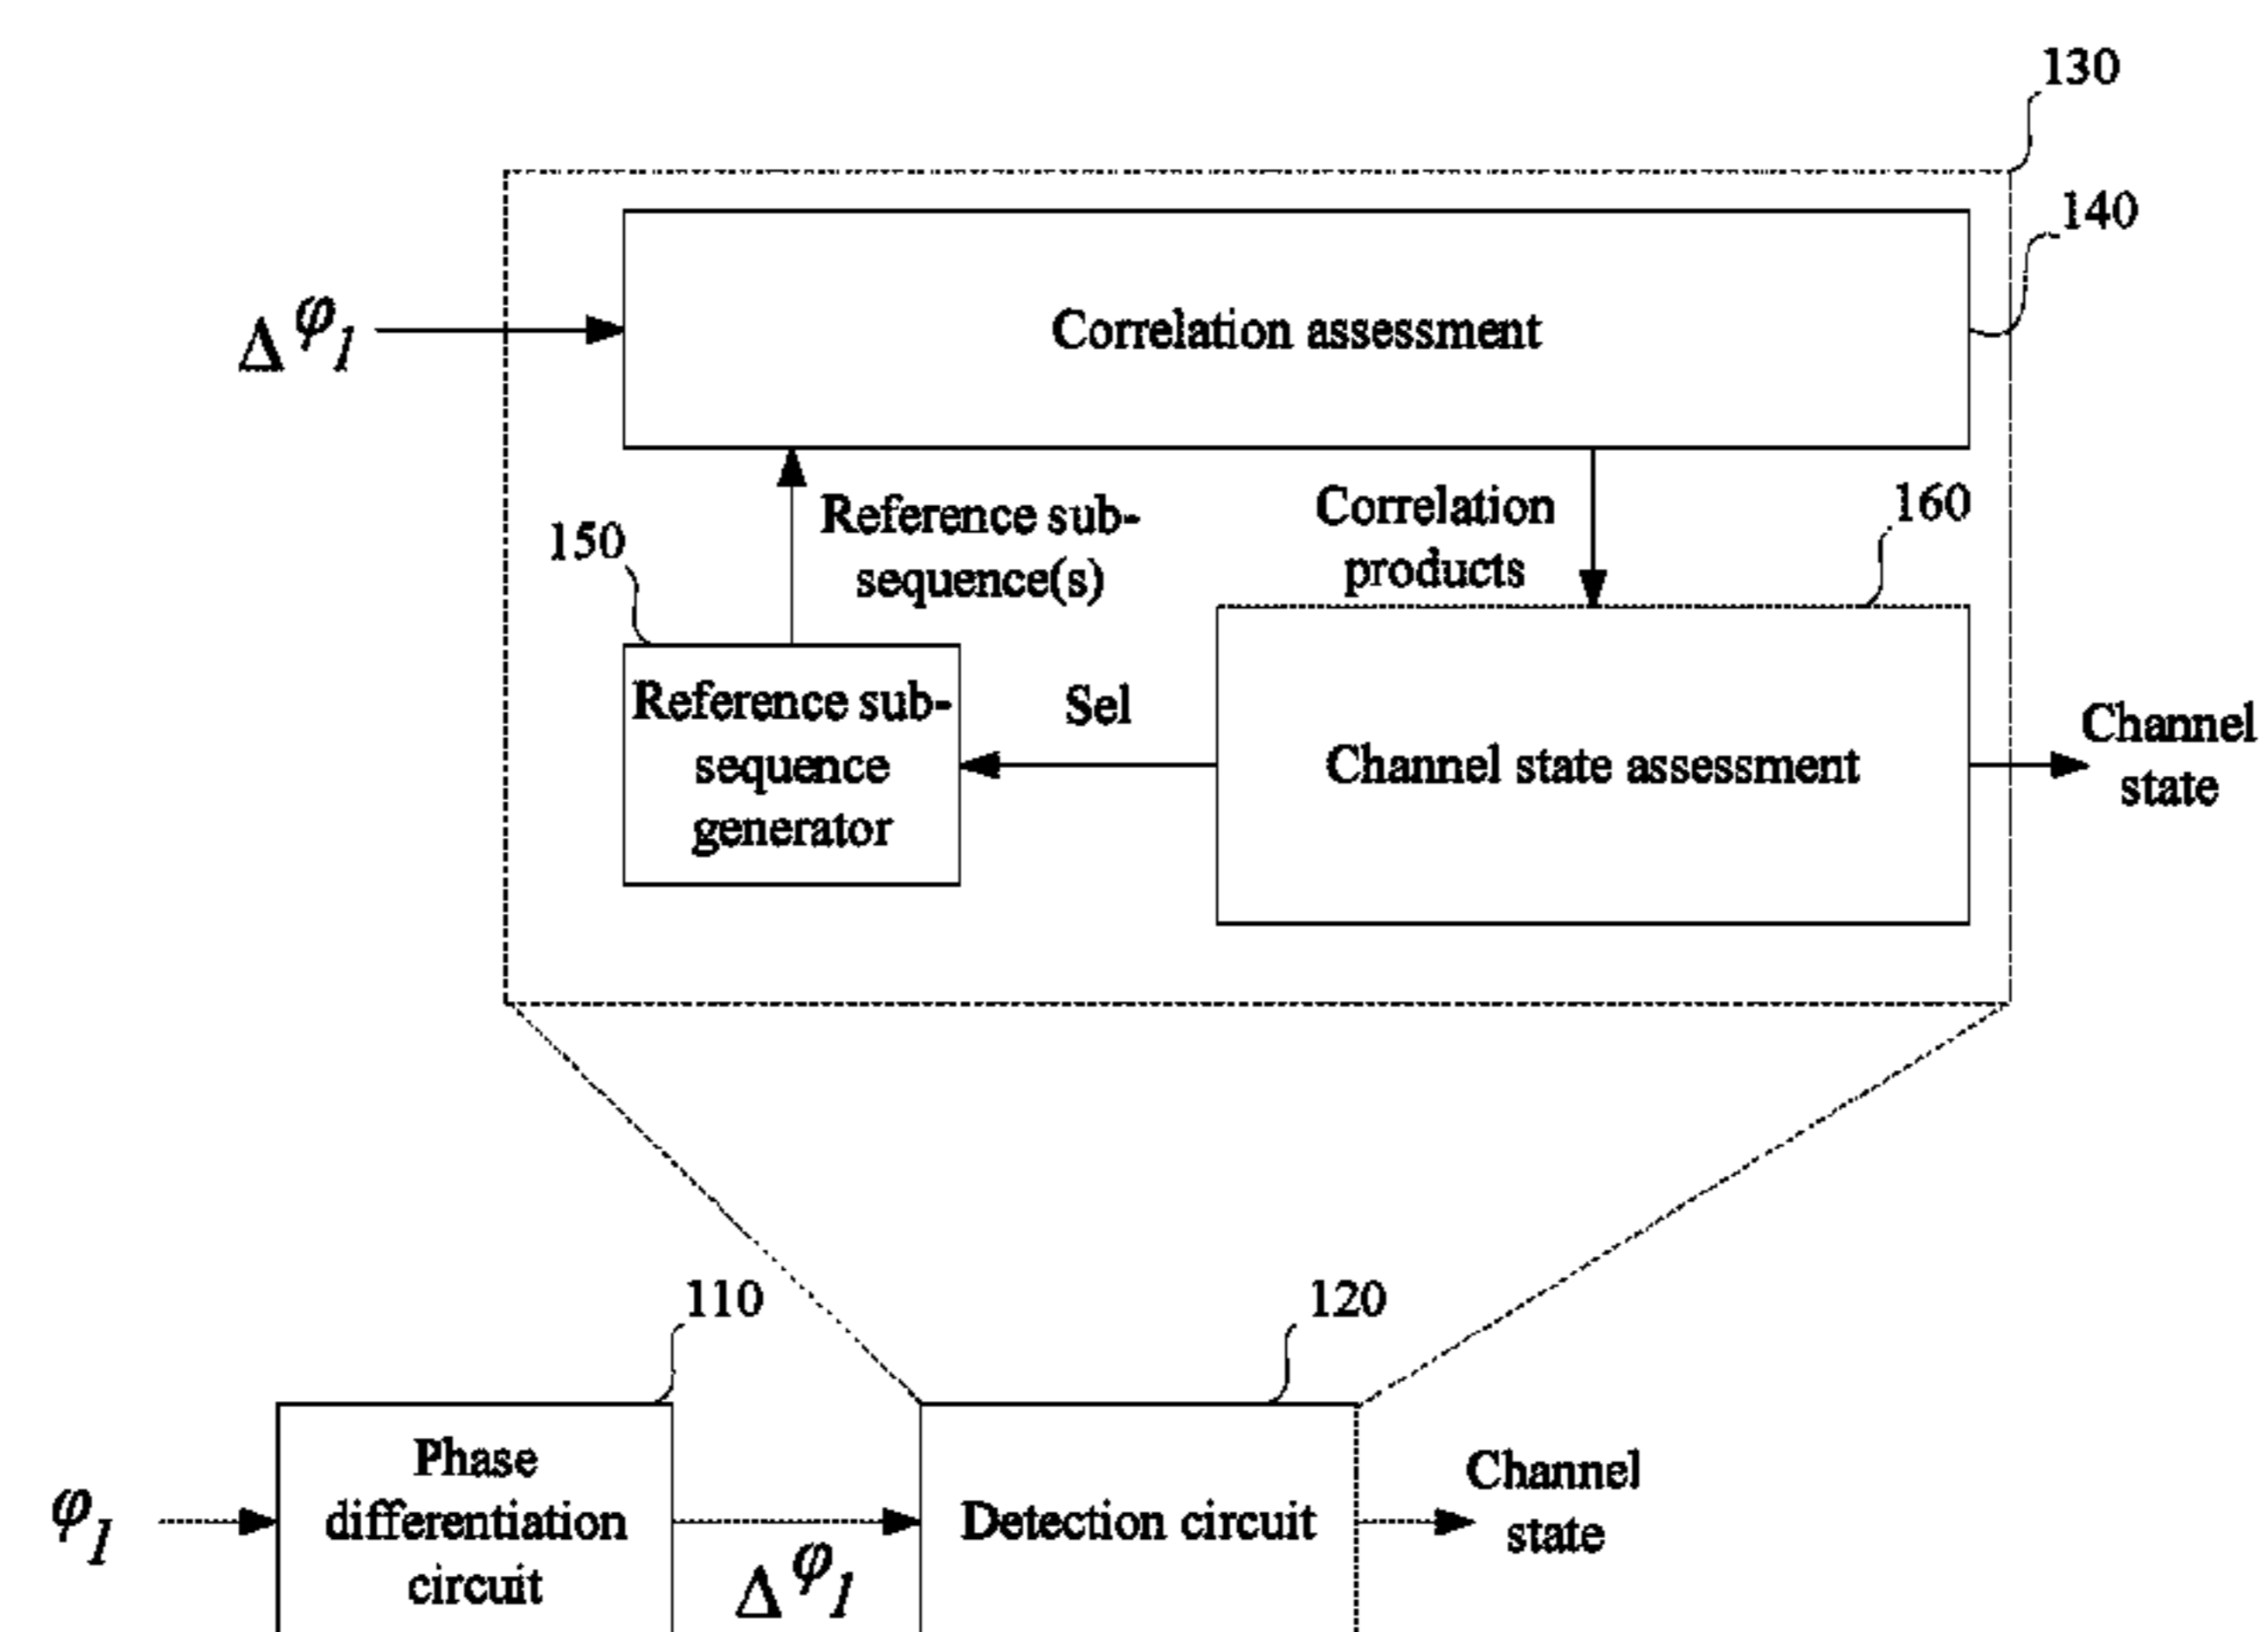 130
140
Δφ1
Correlation assessment
Reference sub-
sequence(s)
Correlation
products
160
150
Reference sub-
sequence
generator
Sel
Channel state assessment
Channel
state
110
120
φ1
Phase
differentiation
circuit
Δφ1
Detection circuit
Channel
state